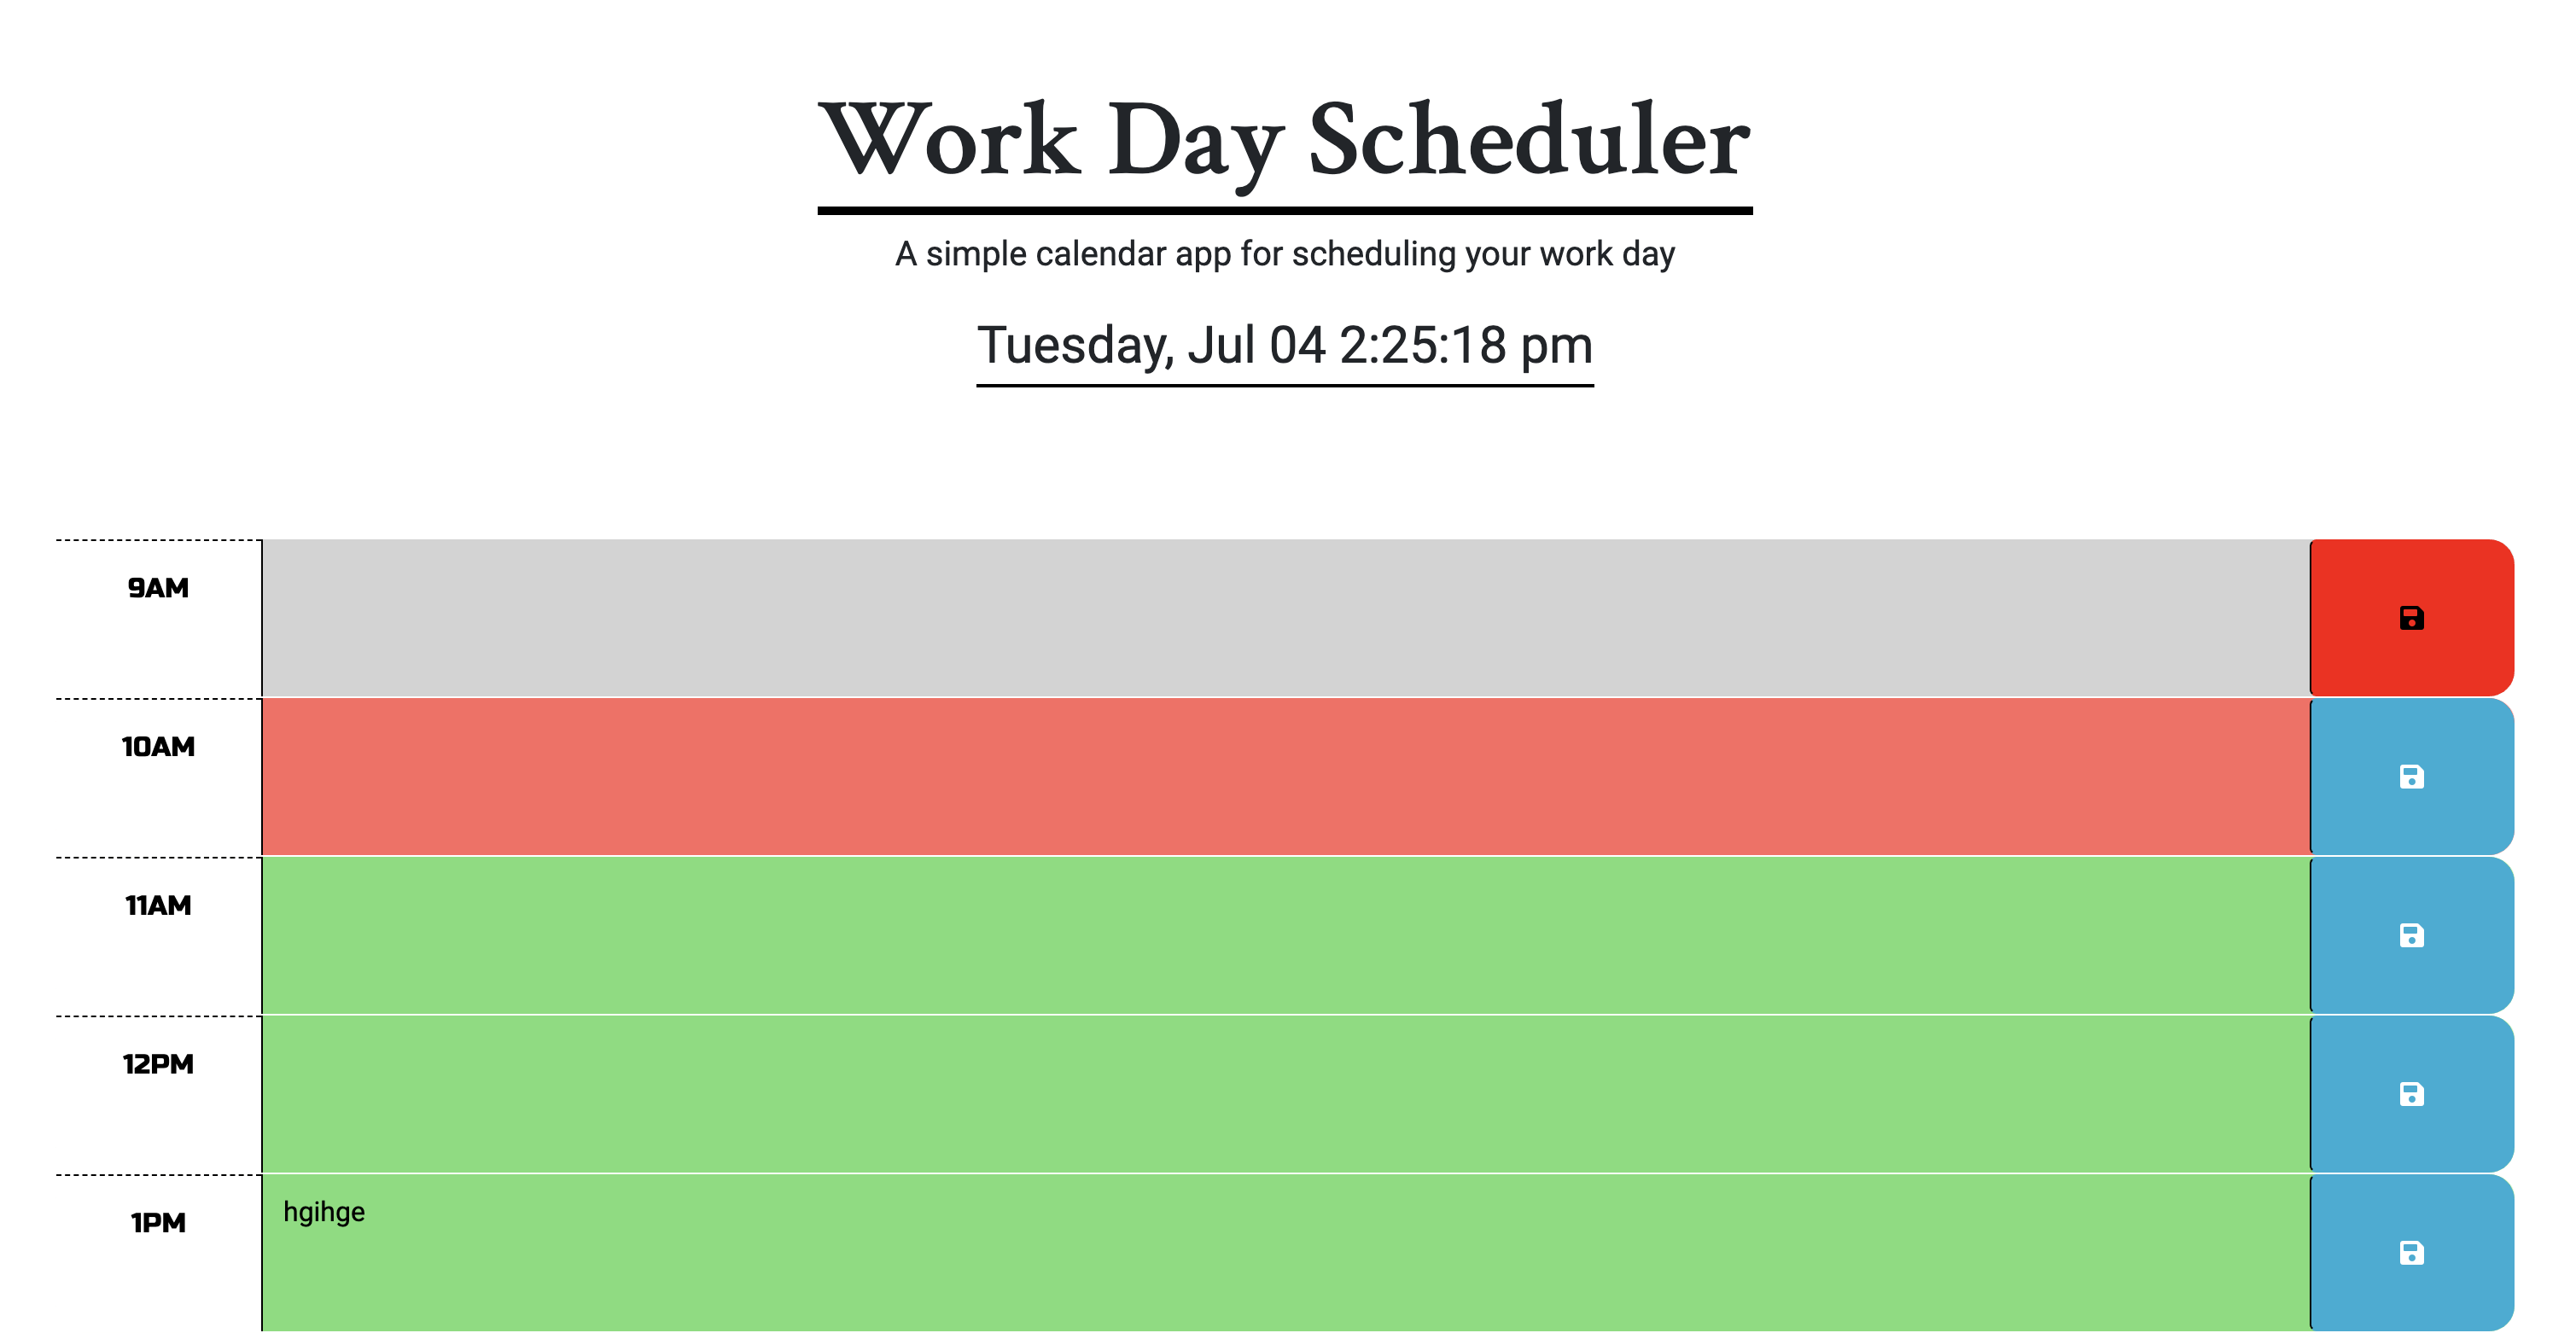 Work Day Scheduler
A simple calendar app for scheduling your work day
Tuesday, Jul 04 2:25:18 pm
9AM
10AM
11AM
12PM
1PM
hgihge